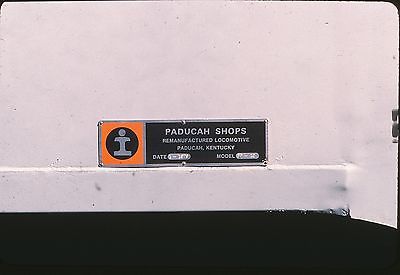 PADUCAH SHOPS
REMANUFACTURED LOCOMOTIVE
PADUCAH, KENTUCKY
DATE MODEL